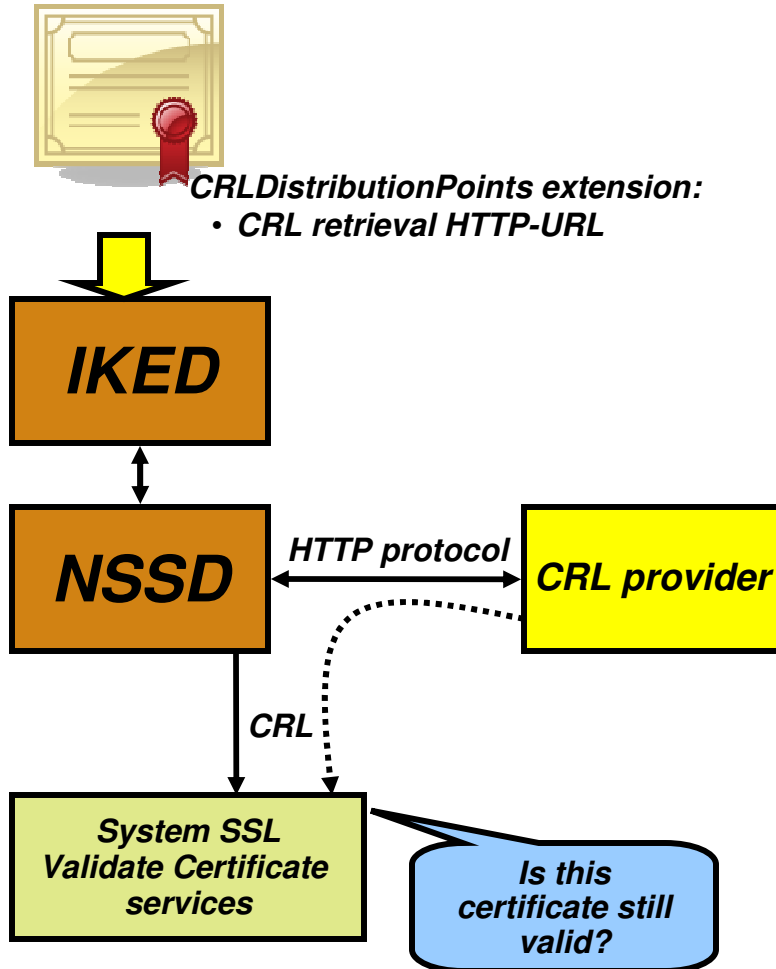 CRLDistributionPoints extension:
• CRL retrieval HTTP-URL
IKED
NSSD
HTTP protocol
CRL provider
CRL
System SSL
Validate Certificate
services
Is this
certificate still
valid?